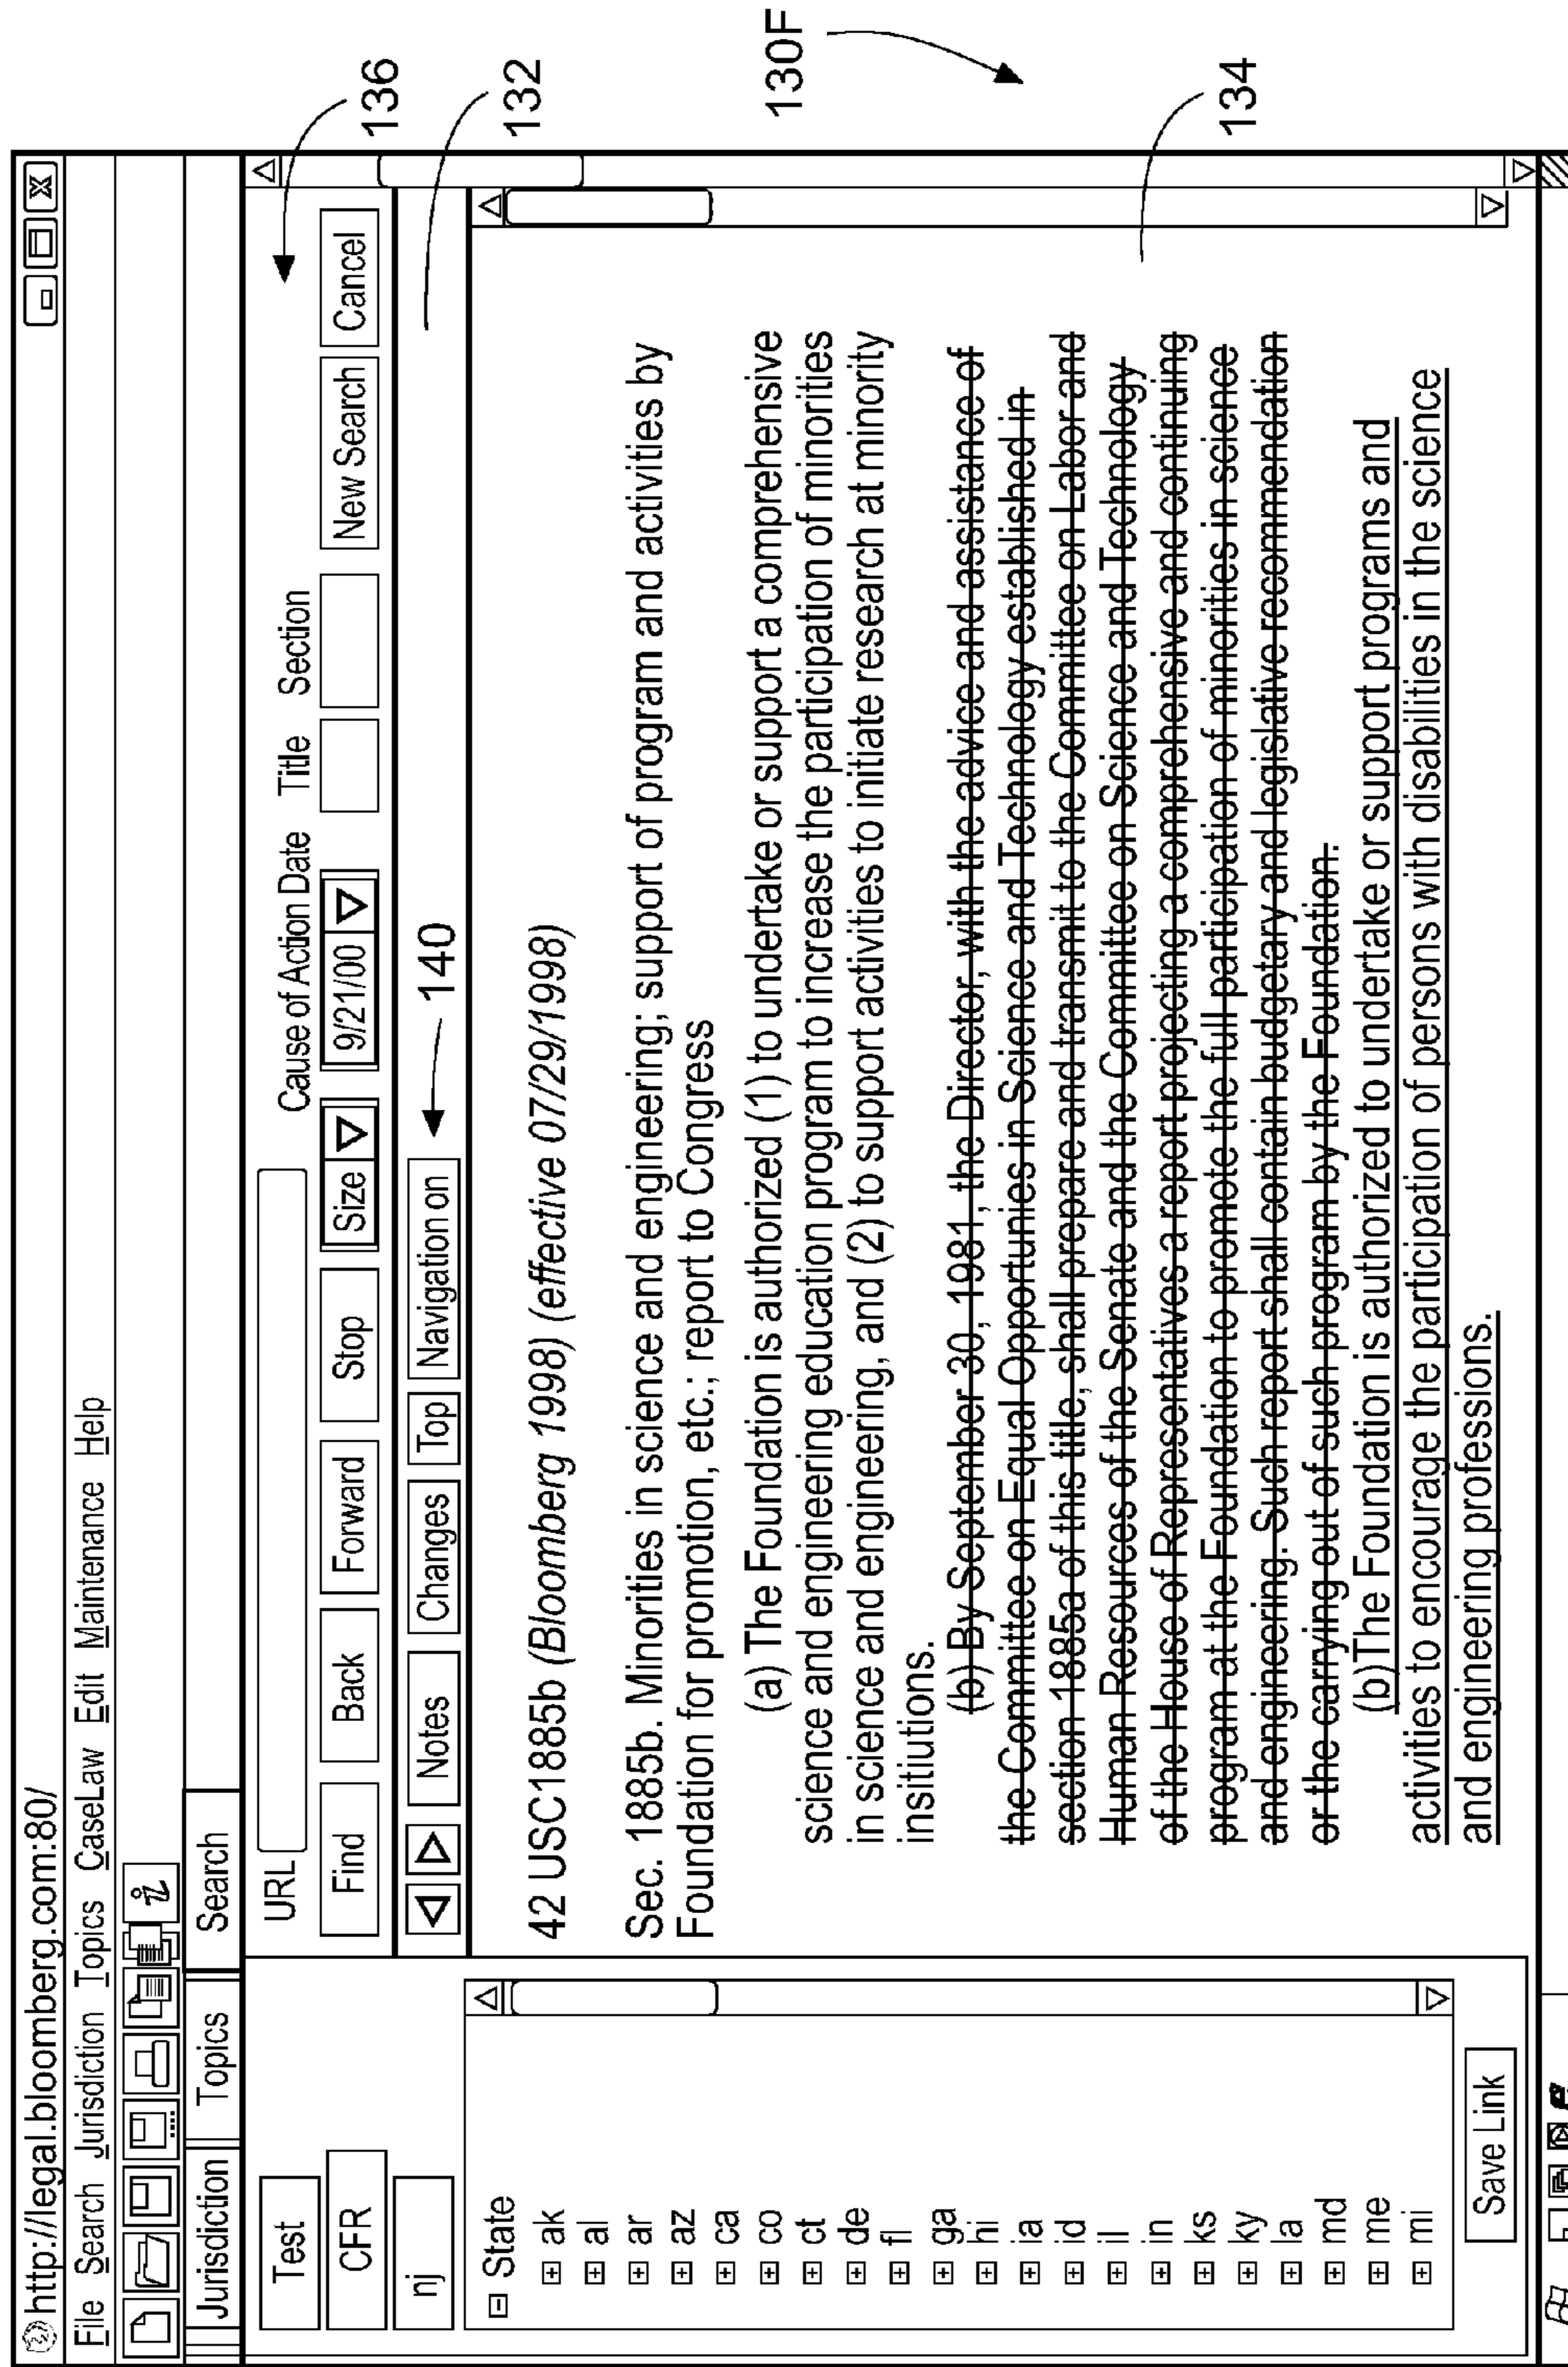 http://legal.bloomberg.com:80/
File Search Jurisdiction Topics CaseLaw Edit Maintenance Help
i
Jurisdiction Topics Search
Test
CFR
nj
State
ak
al
ar
az
ca
co
ct
de
fl
ga
hi
ia
id
il
in
ks
ky
la
md
me
mi
Save Link
URL Cause of Action Date Title Section
Find Back Forward Stop Size 9/21/00 New Search Cancel
Notes Changes Top Navigation on 140
42 USC1885b (Bloomberg 1998) (effective 07/29/1998)
Sec. 1885b. Minorities in science and engineering; support of program and activities by
Foundation for promotion, etc.; report to Congress
(a) The Foundation is authorized (1) to undertake or support a comprehensive
science and engineering education program to increase the participation of minorities
in science and engineering, and (2) to support activities to initiate research at minority
insitiutions.
(b) By September 30, 1981, the Director, with the advice and assistance of
the Committee on Equal Opportunies in Science and Technology established in
section 1885a of this title, shall prepare and transmit to the Committee on Labor and
Human Resources of the Senate and the Committee on Science and Technology
of the House of Representatives a report projecting a comprehensive and continuing
program at the Foundation to promote the full participation of minorities in science
and engineering. Such report shall contain budgetary and legislative recommendation
or the carrying out of such program by the Foundation.
(b)The Foundation is authorized to undertake or support programs and
activities to encourage the participation of persons with disabilities in the science
and engineering professions.
136
132
130F
134